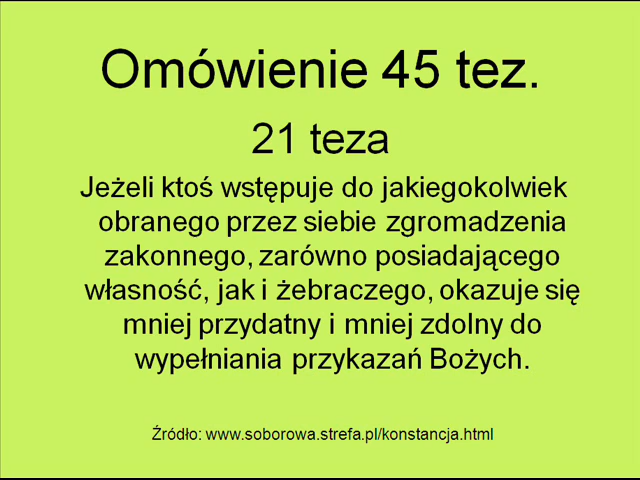 Omówienie 45 tez.
21 teza
Jeżeli ktoś wstępuje do jakiegokolwiek
obranego przez siebie zgromadzenia
zakonnego, zarówno posiadającego
własność, jak i żebraczego, okazuje się
mniej przydatny i mniej zdolny do
wypełniania przykazań Bożych.
Źródło: www.soborowa.strefa.pl/konstancja.html